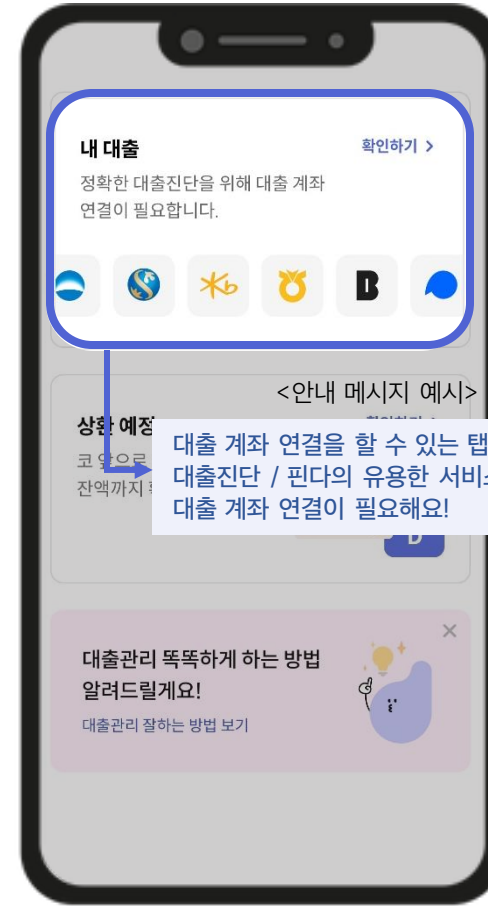 내 대출
확인하기 >
정확한 대출진단을 위해 대출 계좌
연결이 필요합니다.
<안내 메시지 예시>
상환 예정
코 앞으로
잔액까지
대출 계좌 연결을 할 수 있는 탭
대출진단 / 핀다의 유용한 서비스
대출 계좌 연결이 필요해요!
대출관리 똑똑하게 하는 방법
알려드릴게요!
대출관리 잘하는 방법 보기